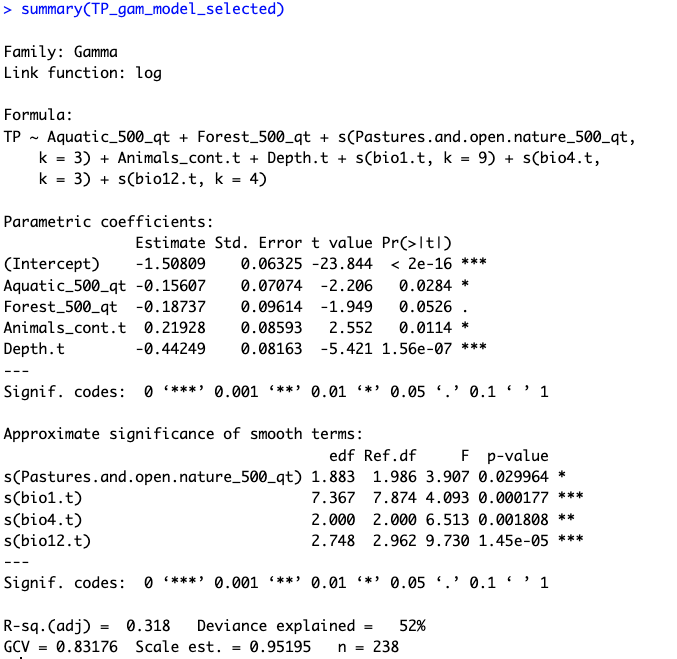 > summary(TP_gam_model_selected)
Family: Gamma
Link function: log
Formula:
TP ~ Aquatic_500_qt + Forest_500_qt + s(Pastures.and.open.nature_500_qt,
    k = 3) + Animals_cont.t + Depth.t + s(bio1.t, k = 9) + s(bio4.t,
    k = 3) + s(bio12.t, k = 4)
Parametric coefficients:
               Estimate Std. Error t value Pr(>|t|)
(Intercept)    -1.50809    0.06325 -23.844  < 2e-16 ***
Aquatic_500_qt -0.15607    0.07074  -2.206   0.0284 *
Forest_500_qt  -0.18737    0.09614  -1.949   0.0526 .
Animals_cont.t  0.21928    0.08593   2.552   0.0114 *
Depth.t        -0.44249    0.08163  -5.421 1.56e-07 ***
---
Signif. codes:  0 ‘***’ 0.001 ‘**’ 0.01 ‘*’ 0.05 ‘.’ 0.1 ‘ ’ 1
Approximate significance of smooth terms:
                                    edf Ref.df     F  p-value
s(Pastures.and.open.nature_500_qt) 1.883  1.986 3.907 0.029964 *
s(bio1.t)                          7.367  7.874 4.093 0.000177 ***
s(bio4.t)                          2.000  2.000 6.513 0.001808 **
s(bio12.t)                         2.748  2.962 9.730 1.45e-05 ***
---
Signif. codes:  0 ‘***’ 0.001 ‘**’ 0.01 ‘*’ 0.05 ‘.’ 0.1 ‘ ’ 1
R-sq.(adj) =  0.318   Deviance explained =   52%
GCV = 0.83176  Scale est. = 0.95195   n = 238